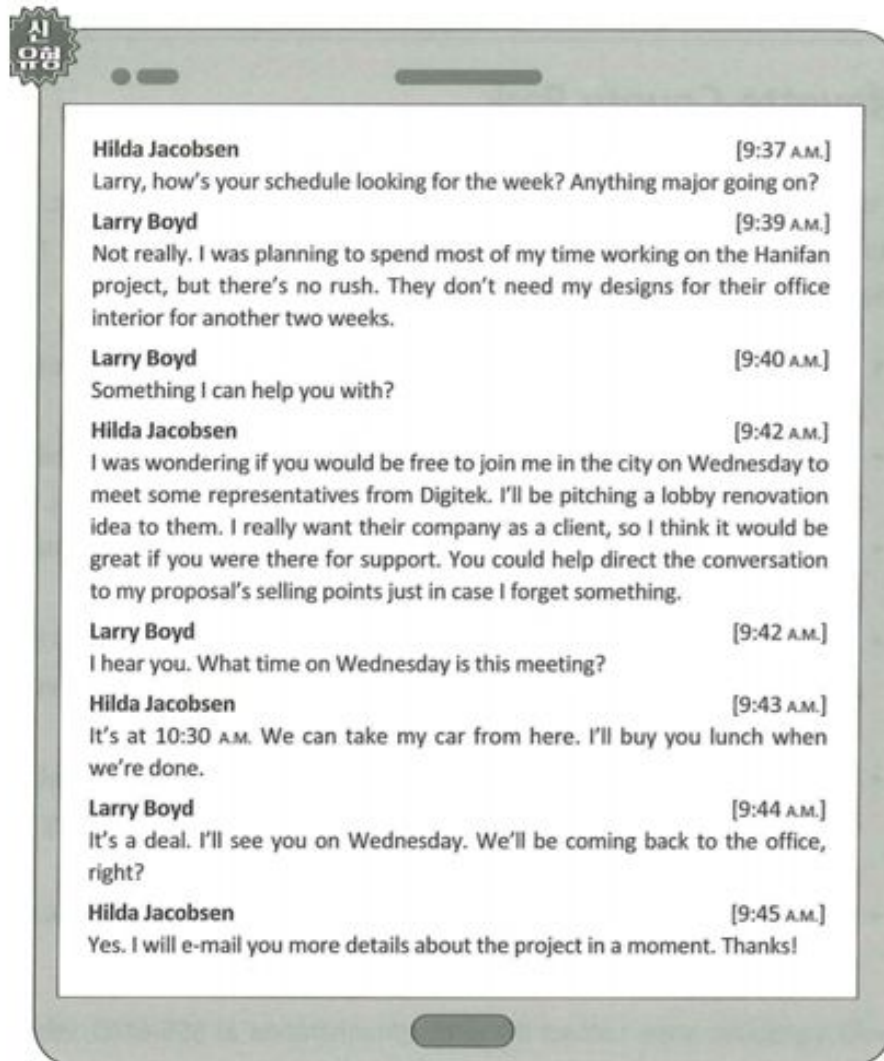 신
유형
Hilda Jacobsen [9:37 A.M.]
Larry, how's your schedule looking for the week? Anything major going on?
Larry Boyd [9:39 A.M.]
Not really. I was planning to spend most of my time working on the Hanifan
project, but there's no rush. They don't need my designs for their office
interior for another two weeks.
Larry Boyd [9:40 A.M.]
Something I can help you with?
Hilda Jacobsen [9:42 A.M.]
I was wondering if you would be free to join me in the city on Wednesday to
meet some representatives from Digitek. I'll be pitching a lobby renovation
idea to them. I really want their company as a client, so I think it would be
great if you were there for support. You could help direct the conversation
to my proposal's selling points just in case I forget something.
Larry Boyd [9:42 A.M.]
I hear you. What time on Wednesday is this meeting?
Hilda Jacobsen [9:43 A.M.]
It's at 10:30 A.M. We can take my car from here. I'll buy you lunch when
we're done.
Larry Boyd [9:44 A.M.]
It's a deal. I'll see you on Wednesday. We'll be coming back to the office,
right?
Hilda Jacobsen [9:45 A.M.]
Yes. I will e-mail you more details about the project in a moment. Thanks!